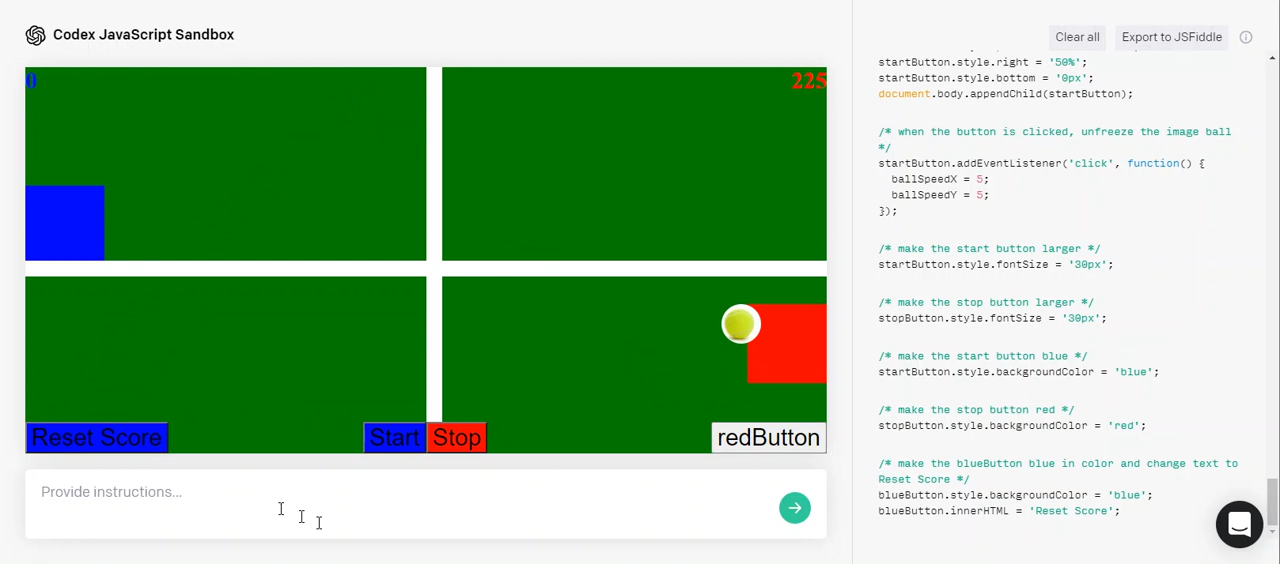 Codex JavaScript Sandbox
Clear all
Export to JSFiddle
0
225
Reset Score
Start
Stop
redButton
Provide instructions...
startButton.style.right = '50%';
startButton.style.bottom = '0px';
document.body.appendChild(startButton);
/* when the button is clicked, unfreeze the image ball
*/
startButton.addEventListener('click', function() {
ballSpeedX = 5;
ballSpeedY = 5;
});
/* make the start button larger */
startButton.style.fontSize = '30px';
/* make the stop button larger */
stopButton.style.fontSize = '30px';
/* make the start button blue */
startButton.style.backgroundColor = 'blue';
/* make the stop button red */
stopButton.style.backgroundColor = 'red';
/* make the blueButton blue in color and change text to
Reset Score */
blueButton.style.backgroundColor = 'blue';
blueButton.innerHTML = 'Reset Score';